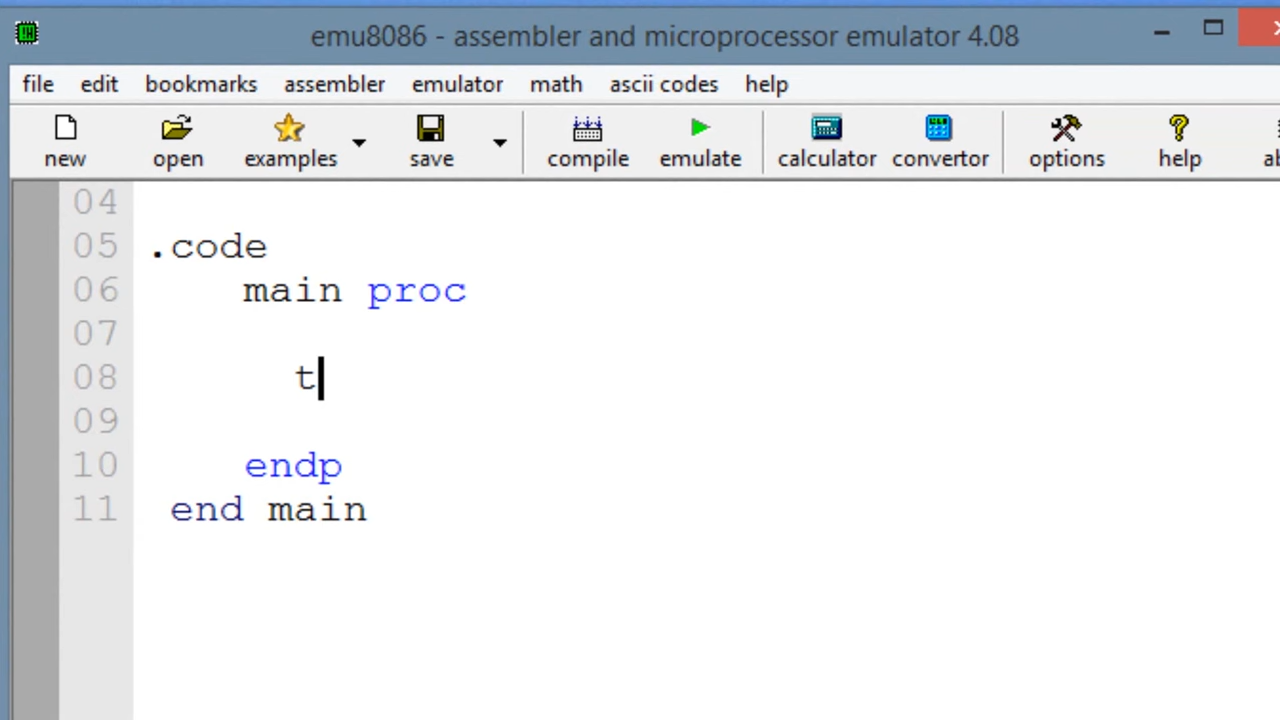 emu8086 - assembler and microprocessor emulator 4.08
file edit bookmarks assembler emulator math ascii codes help
new open examples save compile emulate calculator convertor options help
04
05 .code
06 main proc
07
08 t
09
10 endp
11 end main